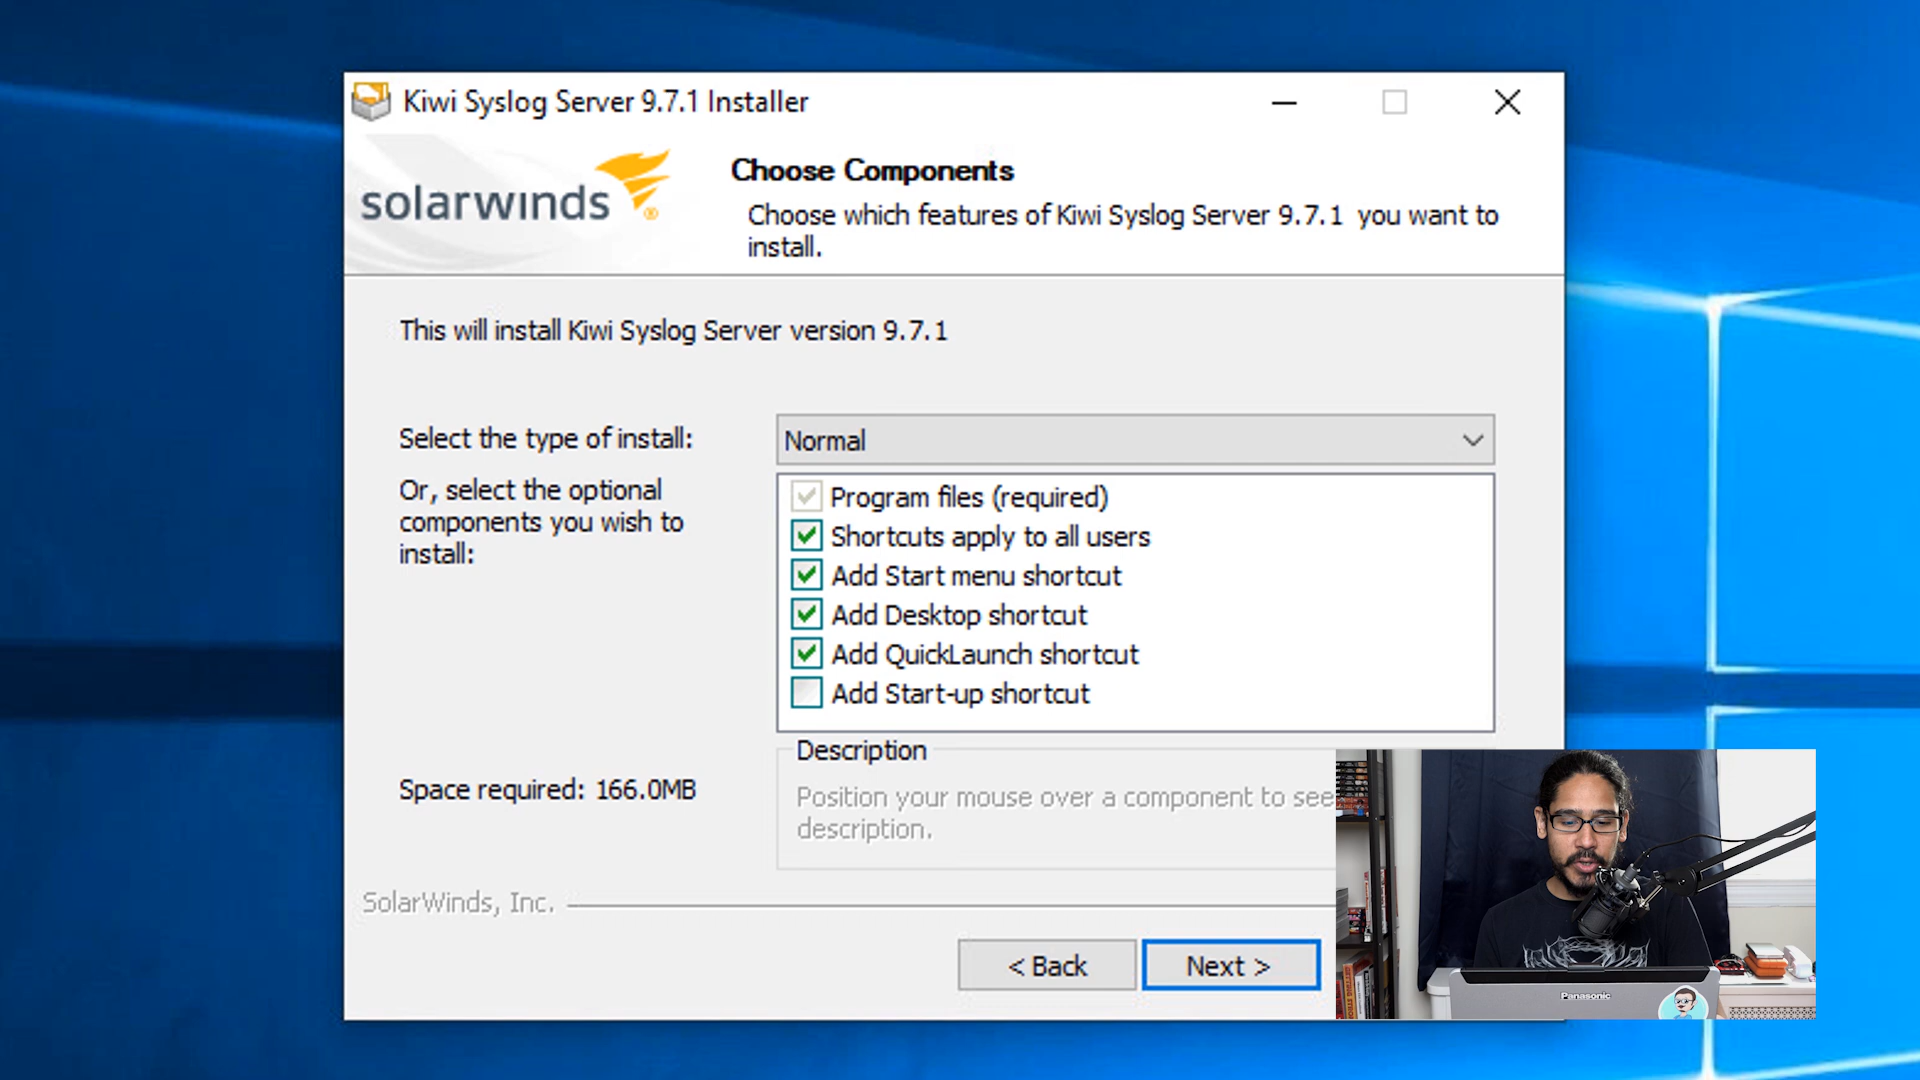 Kiwi Syslog Server 9.7.1 Installer
solarwinds
Choose Components
Choose which features of Kiwi Syslog Server 9.7.1 you want to
install.
This will install Kiwi Syslog Server version 9.7.1
Select the type of install:
Normal
Or, select the optional
components you wish to
install:
Program files (required)
Shortcuts apply to all users
Add Start menu shortcut
Add Desktop shortcut
Add QuickLaunch shortcut
Add Start-up shortcut
Space required: 166.0MB
Description
Position your mouse over a component to see
description.
SolarWinds, Inc.
< Back
Next >
Panasonic